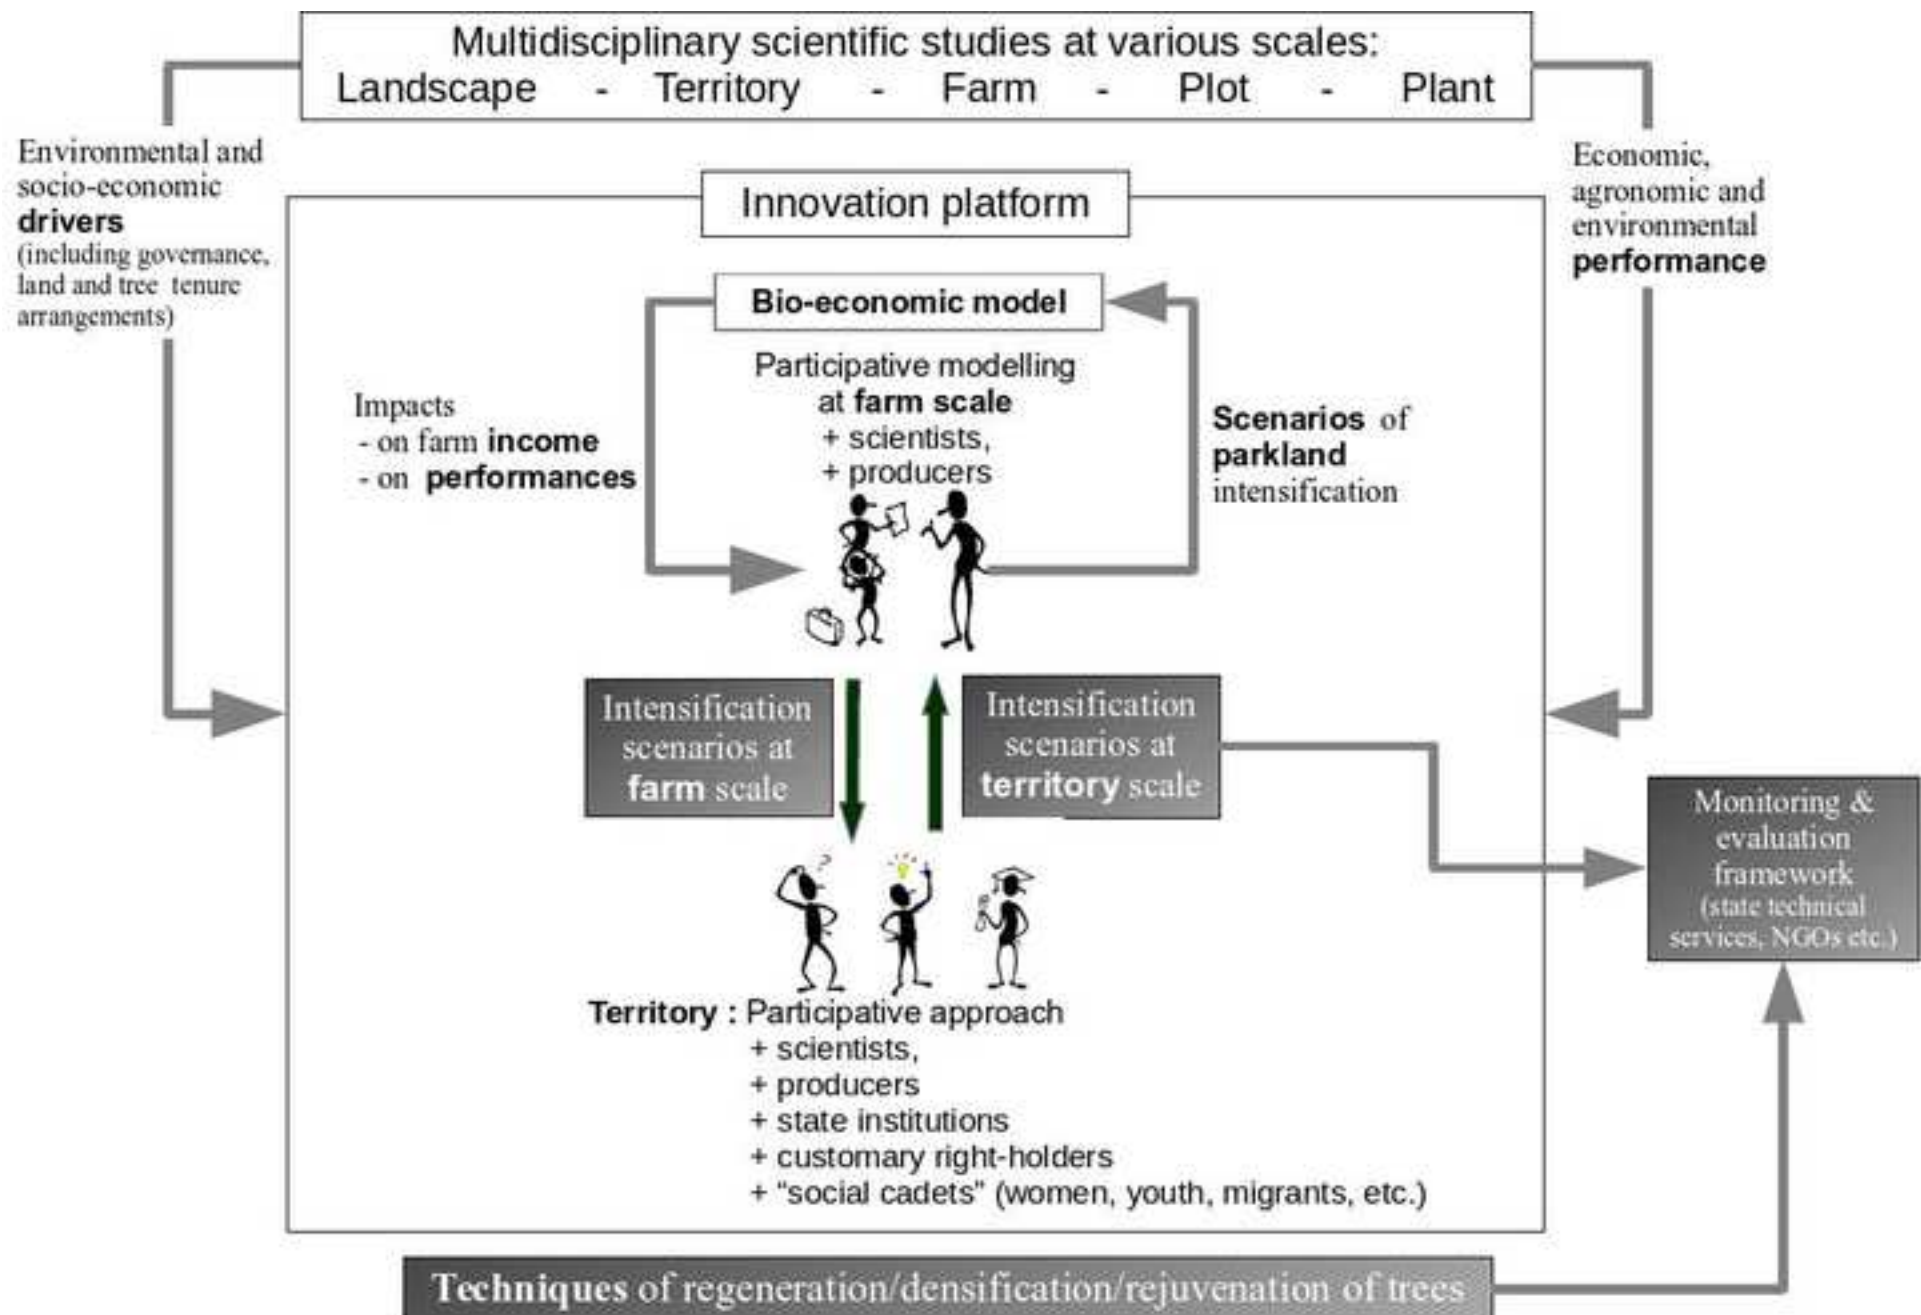 Multidisciplinary scientific studies at various scales:
Landscape - Territory - Farm - Plot - Plant
Environmental and
socio-economic
drivers
(including governance,
land and tree tenure
arrangements)
Economic,
agronomic and
environmental
performance
Innovation platform
Bio-economic model
Participative modelling
at farm scale
+ scientists,
+ producers
Impacts
- on farm income
- on performances
Scenarios of
parkland
intensification
Intensification
scenarios at
farm scale
Intensification
scenarios at
territory scale
Monitoring &
evaluation
framework
(state technical
services, NGOs etc.)
?
Territory : Participative approach
+ scientists,
+ producers
+ state institutions
+ customary right-holders
+ "social cadets" (women, youth, migrants, etc.)
Techniques of regeneration/densification/rejuvenation of trees